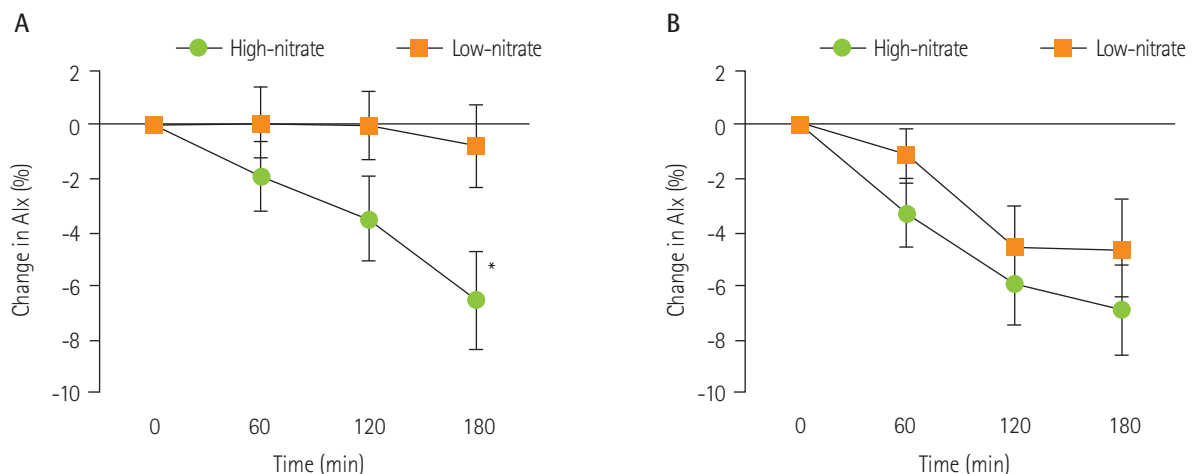 A
High-nitrate Low-nitrate
2
0
-2
-4
-6
-8
-10
*
0 60 120 180
Time (min)
Change in AIx (%)
B
High-nitrate Low-nitrate
2
0
-2
-4
-6
-8
-10
0 60 120 180
Time (min)
Change in AIx (%)